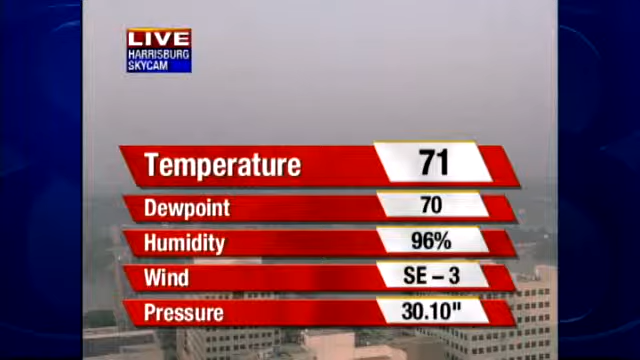 LIVE
HARRISBURG
SKYCAM
Temperature 71
Dewpoint 70
Humidity 96%
Wind SE – 3
Pressure 30.10"